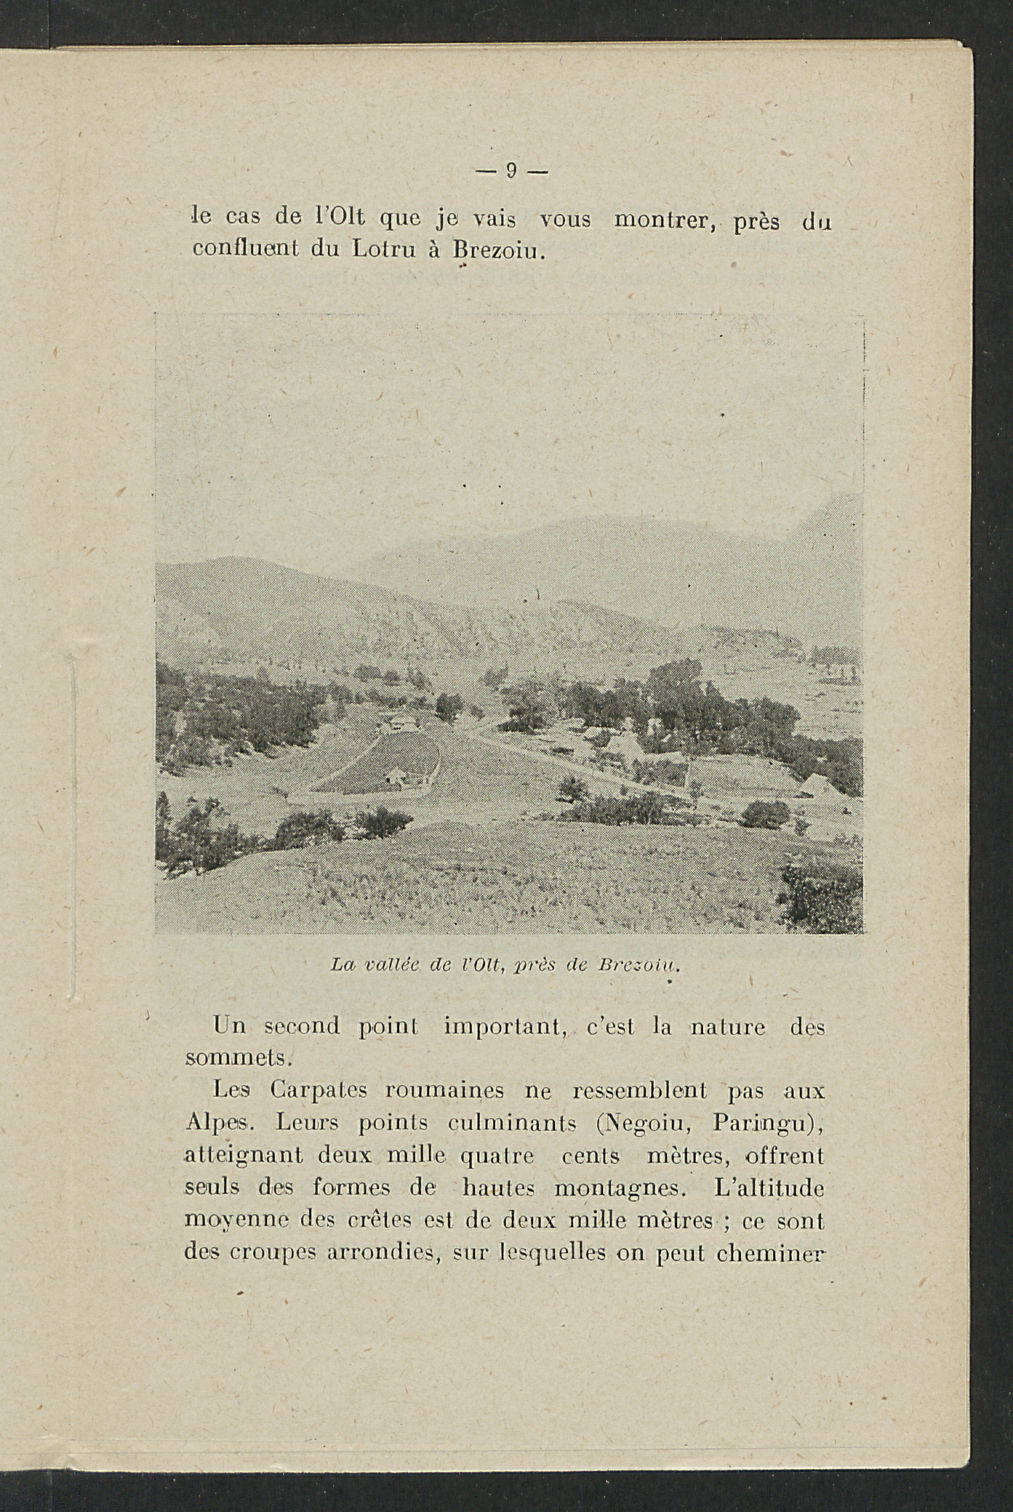 — 9 —
le cas de l'Olt que je vais vous montrer, près du
confluent du Lotru à Brezoiu.
La vallée de l'Olt, près de Brezoiu.
Un second point important, c'est la nature des
sommets.
Les Carpates roumaines ne ressemblent pas aux
Alpes. Leurs points culminants (Negoiu, Paringu),
atteignant deux mille quatre cents mètres, offrent
seuls des formes de hautes montagnes. L'altitude
moyenne des crêtes est de deux mille mètres ; ce sont
des croupes arrondies, sur lesquelles on peut cheminer